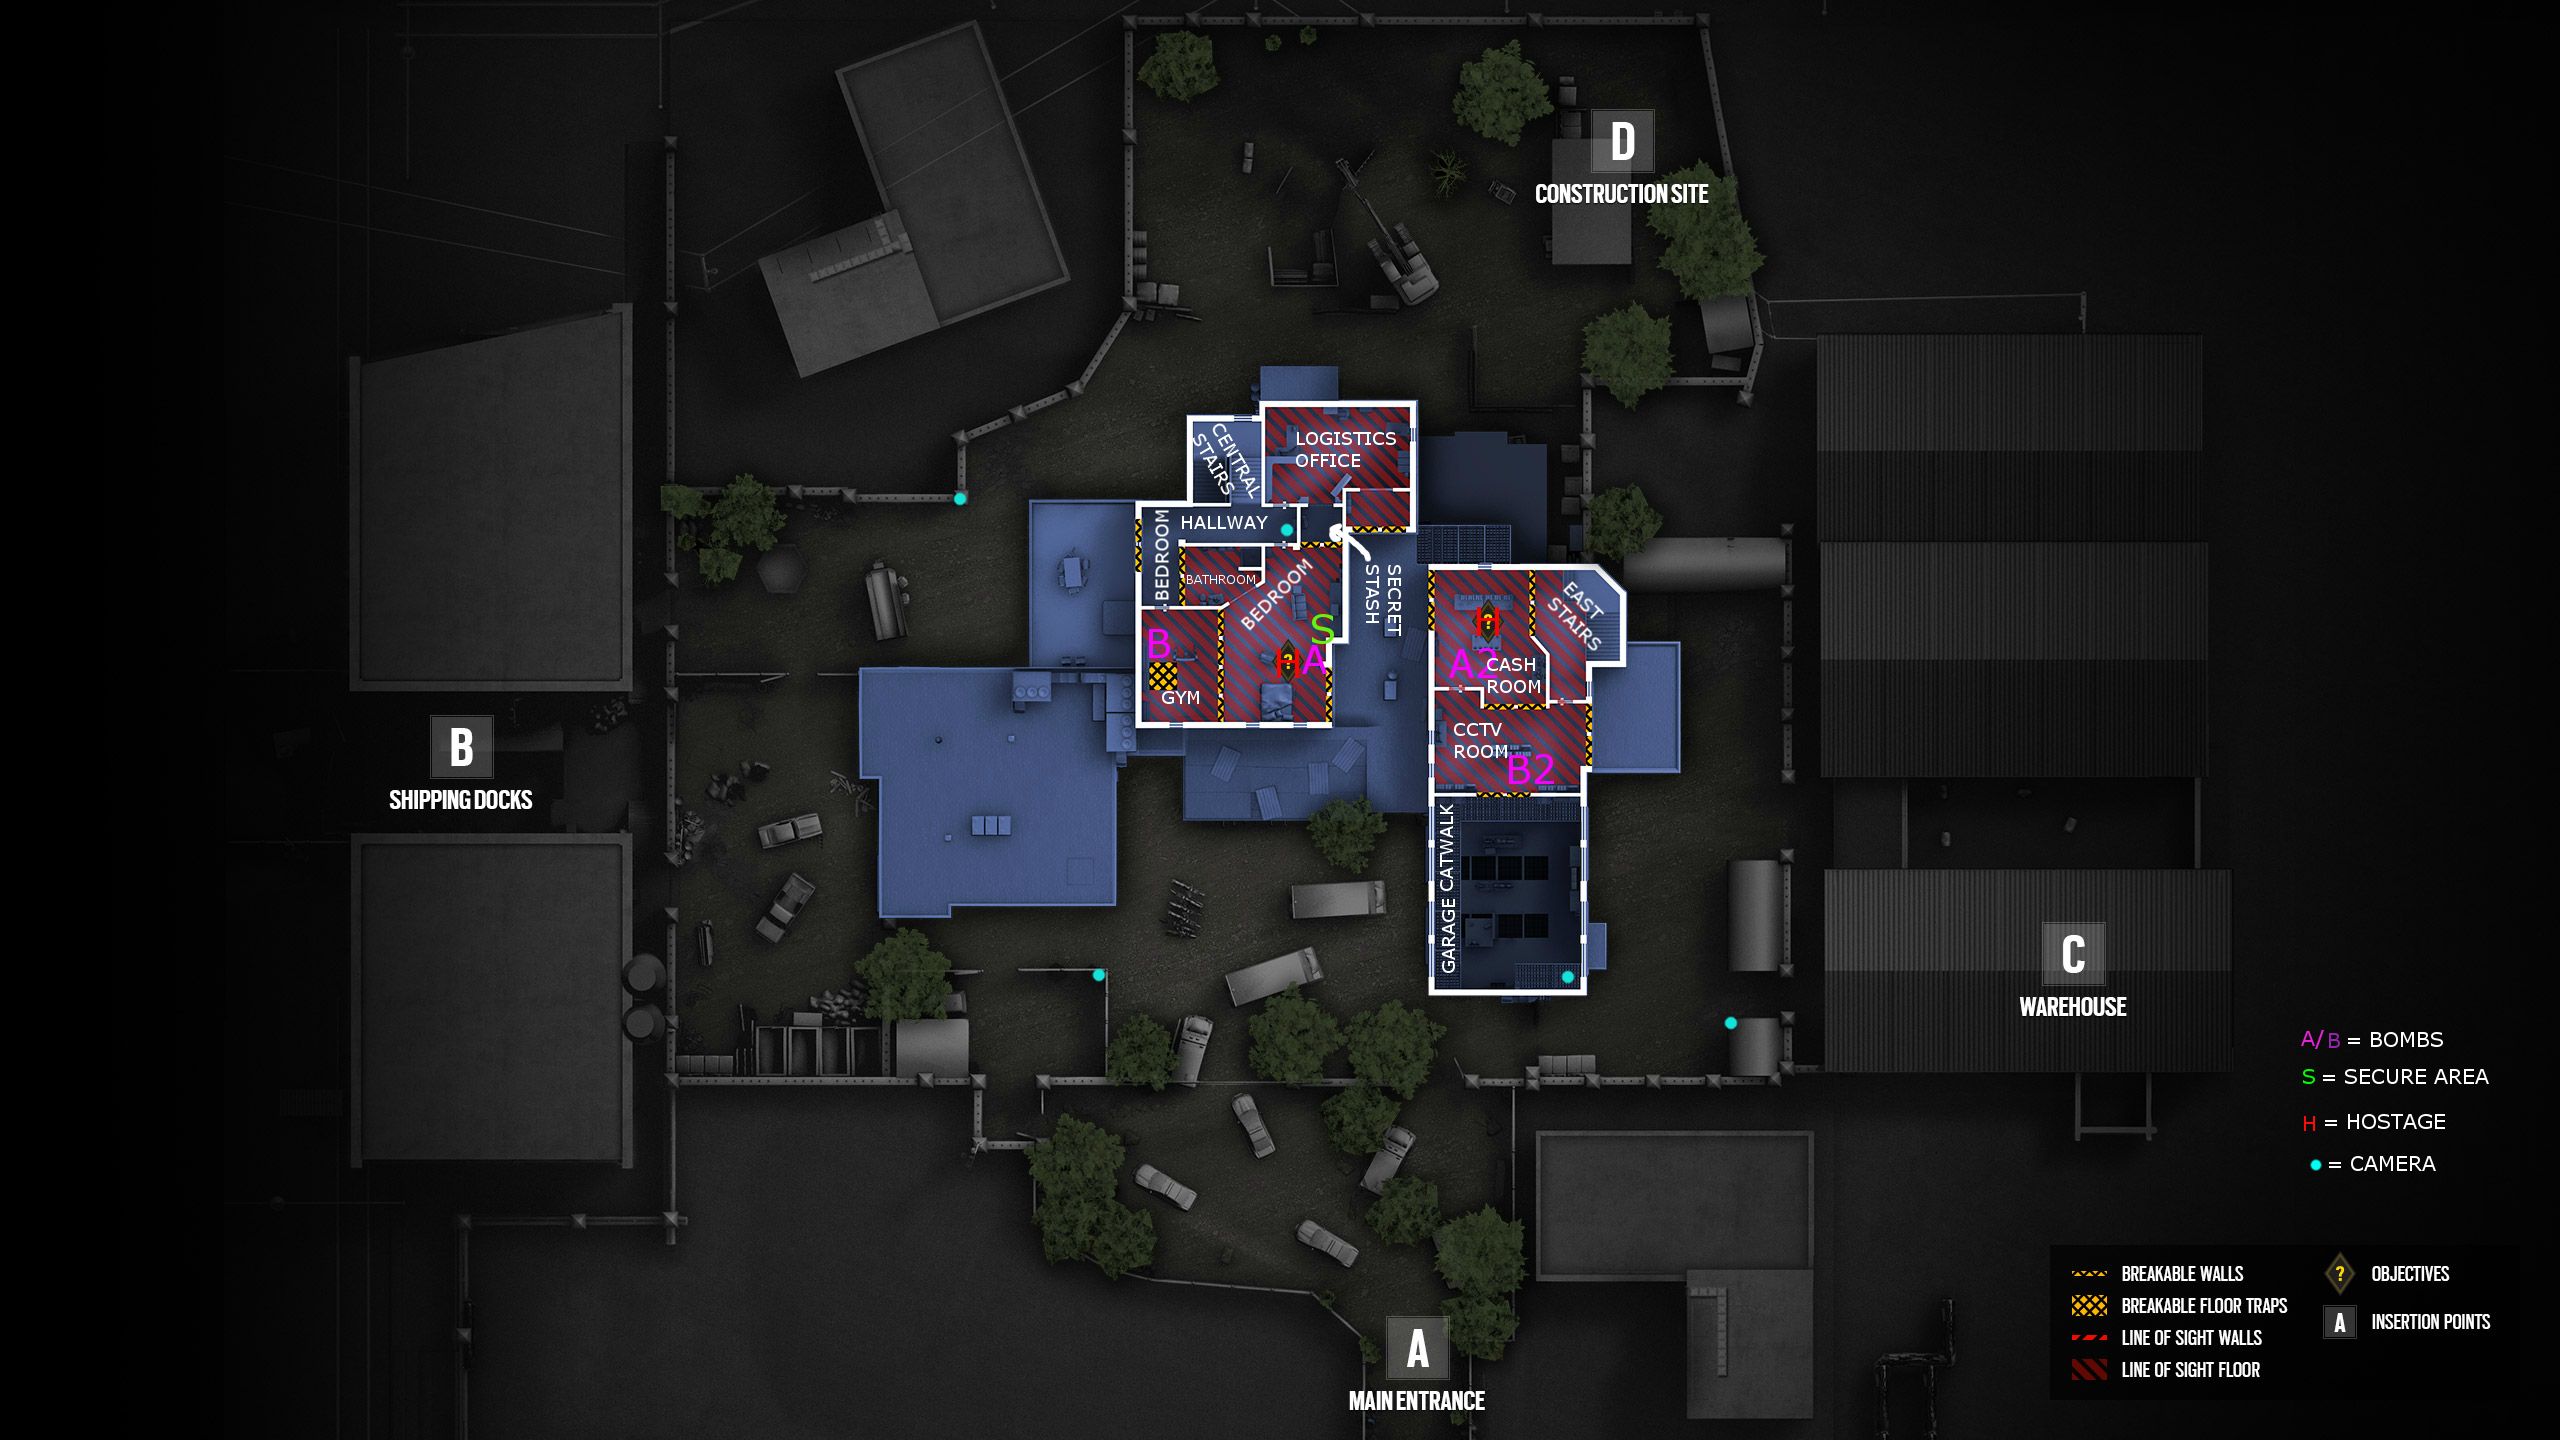 D
CONSTRUCTION SITE
CENTRAL
STAIRS
LOGISTICS
OFFICE
HALLWAY
BEDROOM
BATHROOM
BEDROOM
SECRET
STASH
EAST
STAIRS
B
S
H
?
A
GYM
H
?
A2
CASH
ROOM
CCTV
ROOM
B2
GARAGE CATWALK
B
SHIPPING DOCKS
C
WAREHOUSE
A
MAIN ENTRANCE
A/B = BOMBS
S = SECURE AREA
H = HOSTAGE
= CAMERA
BREAKABLE WALLS
BREAKABLE FLOOR TRAPS
LINE OF SIGHT WALLS
LINE OF SIGHT FLOOR
? OBJECTIVES
A INSERTION POINTS